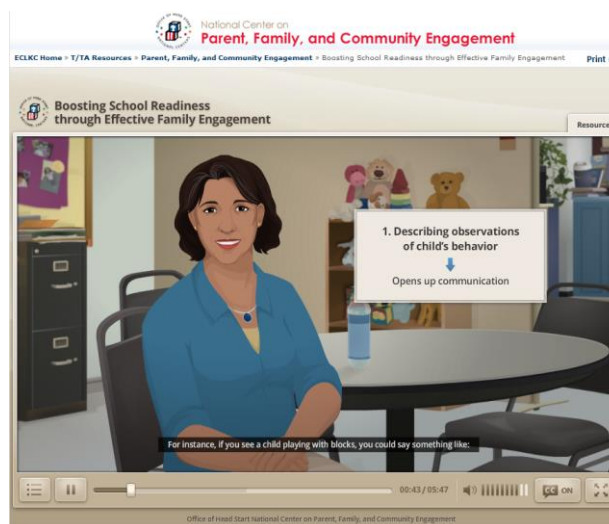 National Center on
Parent, Family, and Community Engagement
ECLKC Home » T/TA Resources » Parent, Family, and Community Engagement » Boosting School Readiness through Effective Family Engagement
Print
Boosting School Readiness
through Effective Family Engagement
Resource
1. Describing observations
of child's behavior
Opens up communication
For instance, if you see a child playing with blocks, you could say something like:
00:43 / 05:47
CC ON
Office of Head Start National Center on Parent, Family, and Community Engagement